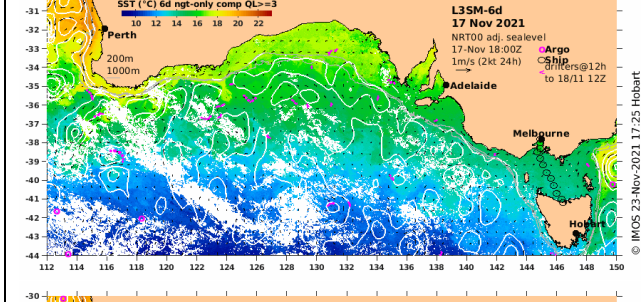 SST (°C) 6d ngt-only comp QL>=3
10 12 14 16 18 20 22
L3SM-6d
17 Nov 2021
NRT00 adj. sealevel
17-Nov 18:00Z
1m/s (2kt 24h)
Argo
Ship
drifters@12h
to 18/11 12Z
Perth
200m
1000m
Adelaide
Melbourne
Hobart
-31
-32
-33
-34
-35
-36
-37
-38
-39
-40
-41
-42
-43
-44
112 114 116 118 120 122 124 126 128 130 132 134 136 138 140 142 144 146 148 150
-30
© IMOS 23-Nov-2021 17:25 Hobart